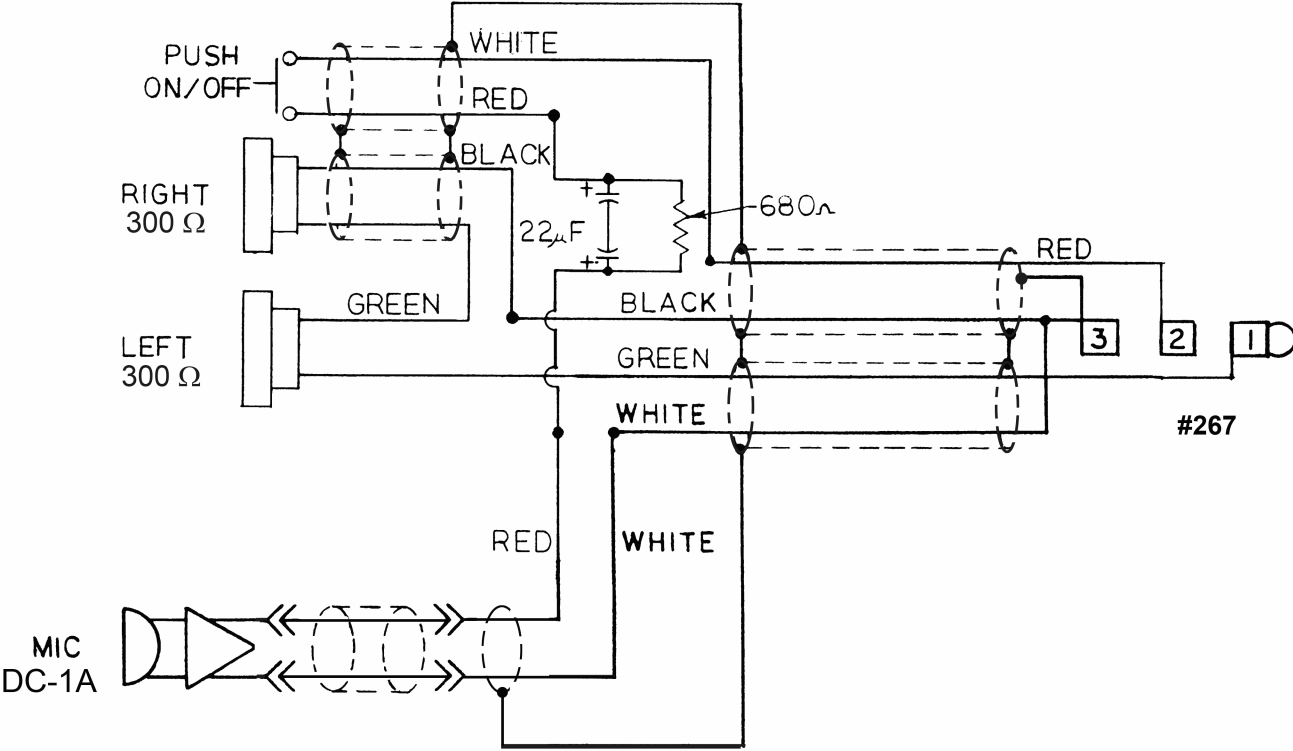 WHITE
PUSH
ON/OFF
RED
BLACK
RIGHT
300 Ω
+
22µF
+
680Ω
RED
GREEN
BLACK
LEFT
300 Ω
GREEN
3
2
1
WHITE
#267
RED
WHITE
MIC
DC-1A